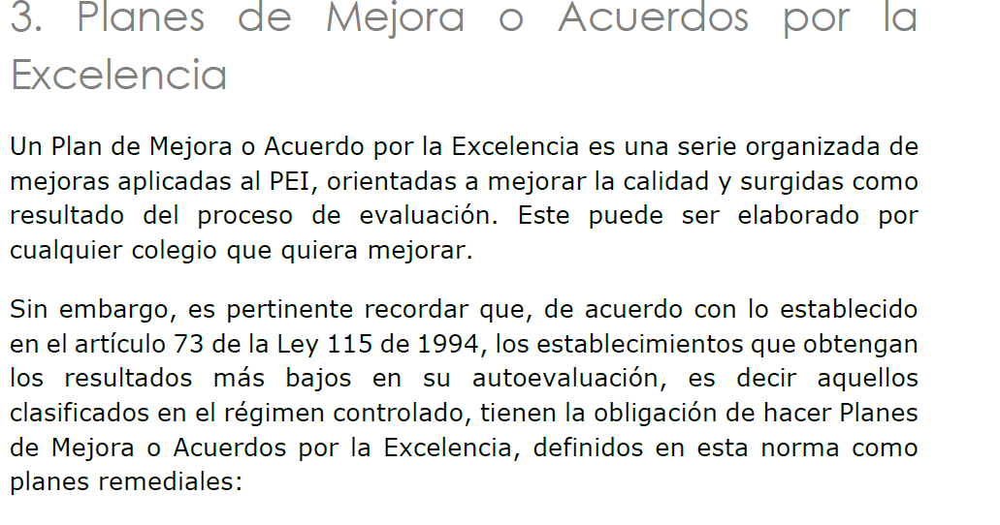 3. Planes de Mejora o Acuerdos por la
Excelencia
Un Plan de Mejora o Acuerdo por la Excelencia es una serie organizada de
mejoras aplicadas al PEI, orientadas a mejorar la calidad y surgidas como
resultado del proceso de evaluación. Este puede ser elaborado por
cualquier colegio que quiera mejorar.
Sin embargo, es pertinente recordar que, de acuerdo con lo establecido
en el artículo 73 de la Ley 115 de 1994, los establecimientos que obtengan
los resultados más bajos en su autoevaluación, es decir aquellos
clasificados en el régimen controlado, tienen la obligación de hacer Planes
de Mejora o Acuerdos por la Excelencia, definidos en esta norma como
planes remediales: